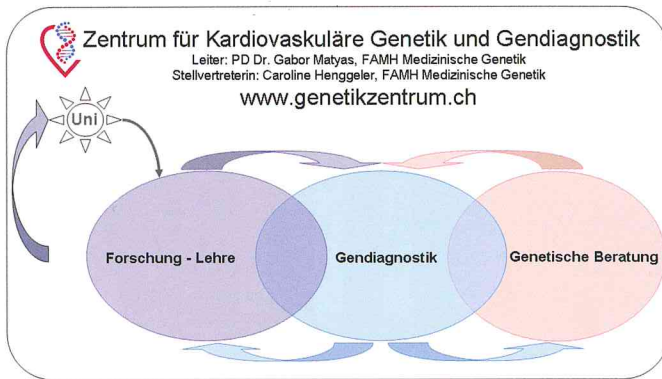 Zentrum für Kardiovaskuläre Genetik und Gendiagnostik
Leiter: PD Dr. Gabor Matyas, FAMH Medizinische Genetik
Stellvertreterin: Caroline Henggeler, FAMH Medizinische Genetik
www.genetikzentrum.ch
Uni
Forschung - Lehre
Gendiagnostik
Genetische Beratung